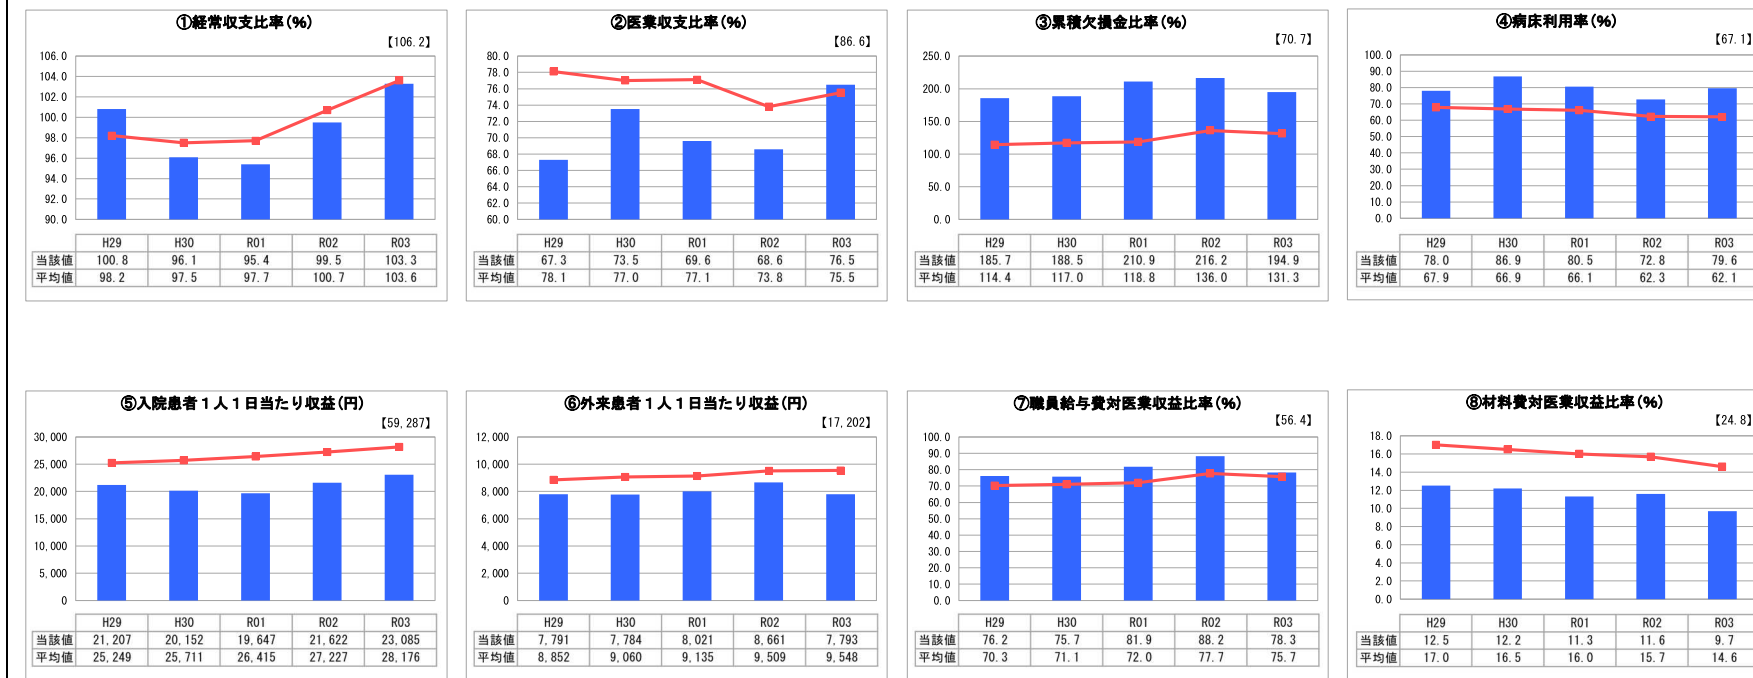 ①経常収支比率(%)
【106.2】
106.0
104.0
102.0
100.0
98.0
96.0
94.0
92.0
90.0
H29 H30 R01 R02 R03
当該値 100.8 96.1 95.4 99.5 103.3
平均値 98.2 97.5 97.7 100.7 103.6
②医業収支比率(%)
【86.6】
80.0
78.0
76.0
74.0
72.0
70.0
68.0
66.0
64.0
62.0
60.0
H29 H30 R01 R02 R03
当該値 67.3 73.5 69.6 68.6 76.5
平均値 78.1 77.0 77.1 73.8 75.5
③累積欠損金比率(%)
【70.7】
250.0
200.0
150.0
100.0
50.0
0.0
H29 H30 R01 R02 R03
当該値 185.7 188.5 210.9 216.2 194.9
平均値 114.4 117.0 118.8 136.0 131.3
④病床利用率(%)
【67.1】
100.0
90.0
80.0
70.0
60.0
50.0
40.0
30.0
20.0
10.0
0.0
H29 H30 R01 R02 R03
当該値 78.0 86.9 80.5 72.8 79.6
平均値 67.9 66.9 66.1 62.3 62.1
⑤入院患者１人１日当たり収益(円)
【59,287】
30,000
25,000
20,000
15,000
10,000
5,000
0
H29 H30 R01 R02 R03
当該値 21,207 20,152 19,647 21,622 23,085
平均値 25,249 25,711 26,415 27,227 28,176
⑥外来患者１人１日当たり収益(円)
【17,202】
12,000
10,000
8,000
6,000
4,000
2,000
0
H29 H30 R01 R02 R03
当該値 7,791 7,784 8,021 8,661 7,793
平均値 8,852 9,060 9,135 9,509 9,548
⑦職員給与費対医業収益比率(%)
【56.4】
100.0
90.0
80.0
70.0
60.0
50.0
40.0
30.0
20.0
10.0
0.0
H29 H30 R01 R02 R03
当該値 76.2 75.7 81.9 88.2 78.3
平均値 70.3 71.1 72.0 77.7 75.7
⑧材料費対医業収益比率(%)
【24.8】
18.0
16.0
14.0
12.0
10.0
8.0
6.0
4.0
2.0
0.0
H29 H30 R01 R02 R03
当該値 12.5 12.2 11.3 11.6 9.7
平均値 17.0 16.5 16.0 15.7 14.6